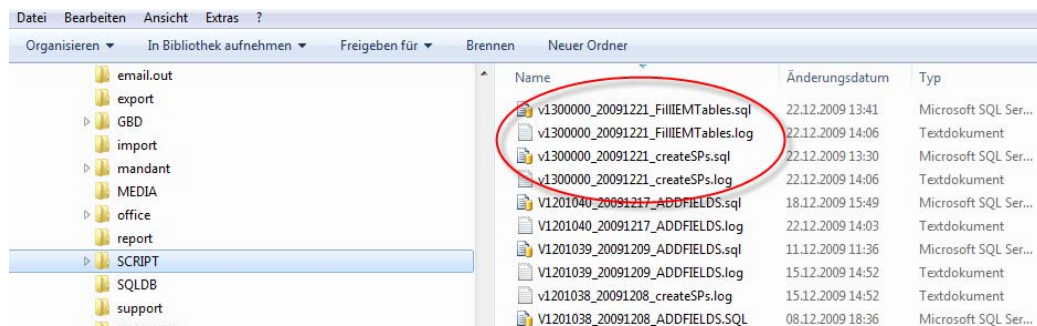 Datei Bearbeiten Ansicht Extras ?
Organisieren In Bibliothek aufnehmen Freigeben für Brennen Neuer Ordner
email.out
export
GBD
import
mandant
MEDIA
office
report
SCRIPT
SQLDB
support
Name Änderungsdatum Typ
v1300000_20091221_FillIEMTables.sql 22.12.2009 13:41 Microsoft SQL Ser...
v1300000_20091221_FillIEMTables.log 22.12.2009 14:06 Textdokument
v1300000_20091221_createSPs.sql 22.12.2009 13:30 Microsoft SQL Ser...
v1300000_20091221_createSPs.log 22.12.2009 14:06 Textdokument
V1201040_20091217_ADDFIELDS.sql 18.12.2009 15:49 Microsoft SQL Ser...
V1201040_20091217_ADDFIELDS.log 22.12.2009 14:03 Textdokument
V1201039_20091209_ADDFIELDS.sql 11.12.2009 11:36 Microsoft SQL Ser...
V1201039_20091209_ADDFIELDS.log 15.12.2009 14:52 Textdokument
v1201038_20091208_createSPs.log 15.12.2009 14:52 Textdokument
V1201038_20091208_ADDFIELDS.SQL 08.12.2009 18:36 Microsoft SQL Ser...